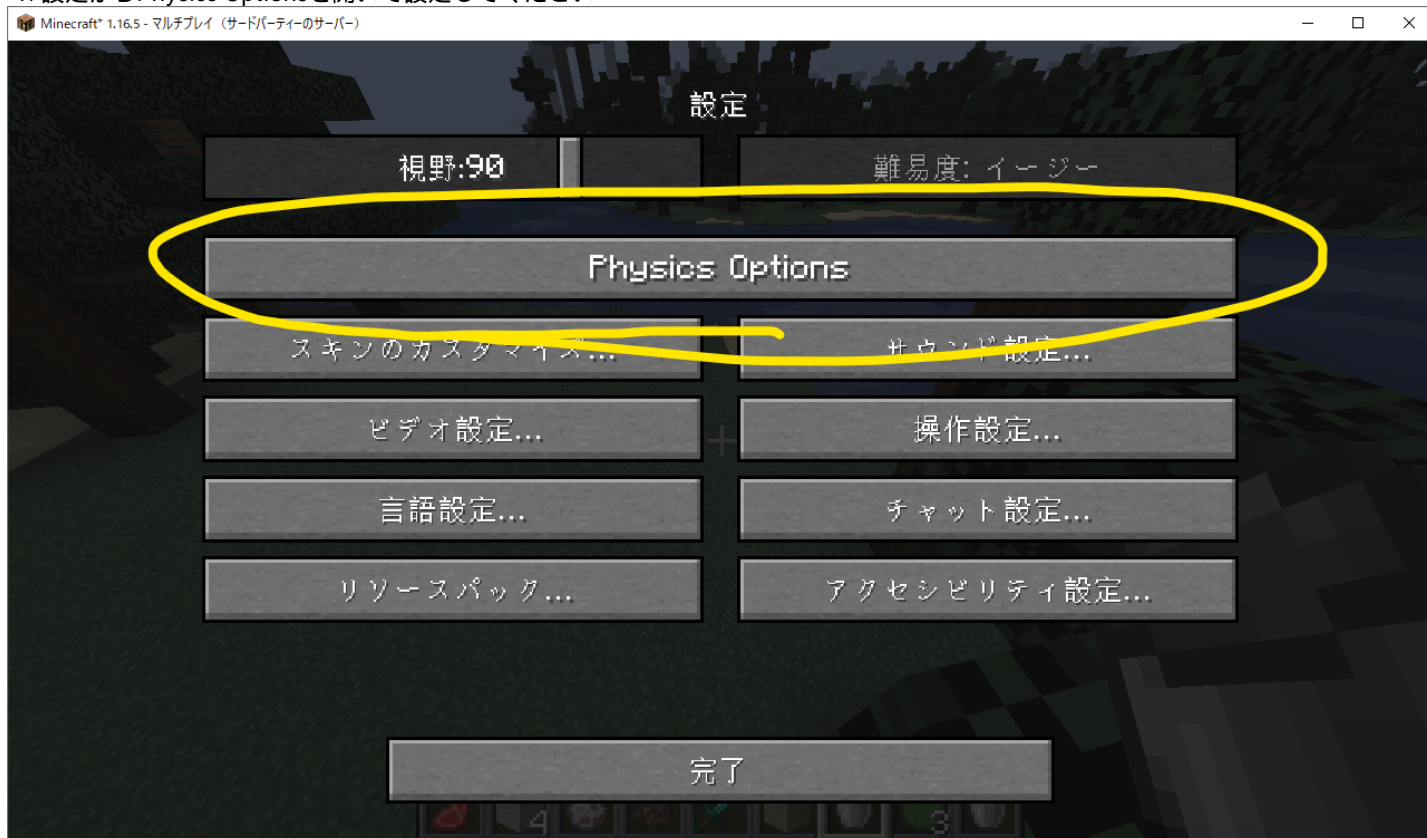 Minecraft* 1.16.5 - マルチプレイ（サードパーティーのサーバー）
設定
視野:90
難易度: イージー
Physics Options
スキンのカスタマイズ...
サウンド設定...
ビデオ設定...
操作設定...
言語設定...
チャット設定...
リソースパック...
アクセシビリティ設定...
完了
4
3